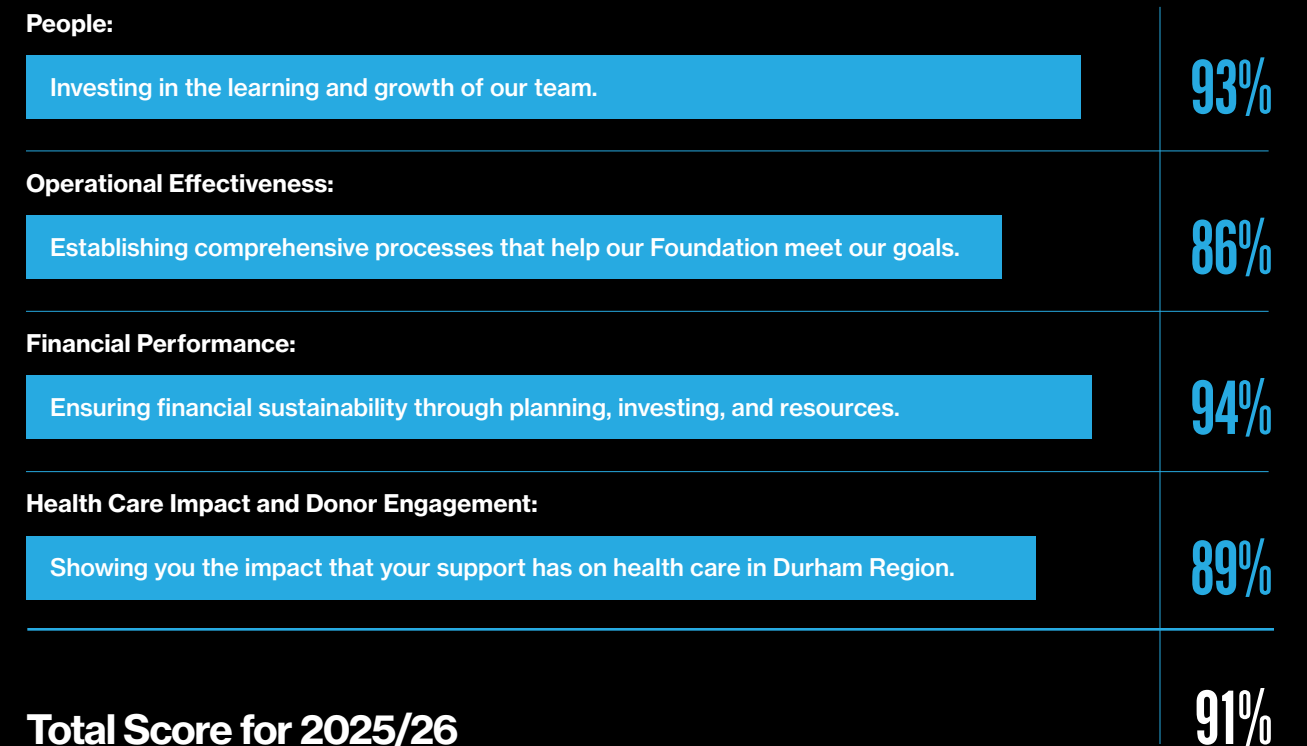 People:
Investing in the learning and growth of our team.
93%
Operational Effectiveness:
Establishing comprehensive processes that help our Foundation meet our goals.
86%
Financial Performance:
Ensuring financial sustainability through planning, investing, and resources.
94%
Health Care Impact and Donor Engagement:
Showing you the impact that your support has on health care in Durham Region.
89%
Total Score for 2025/26
91%